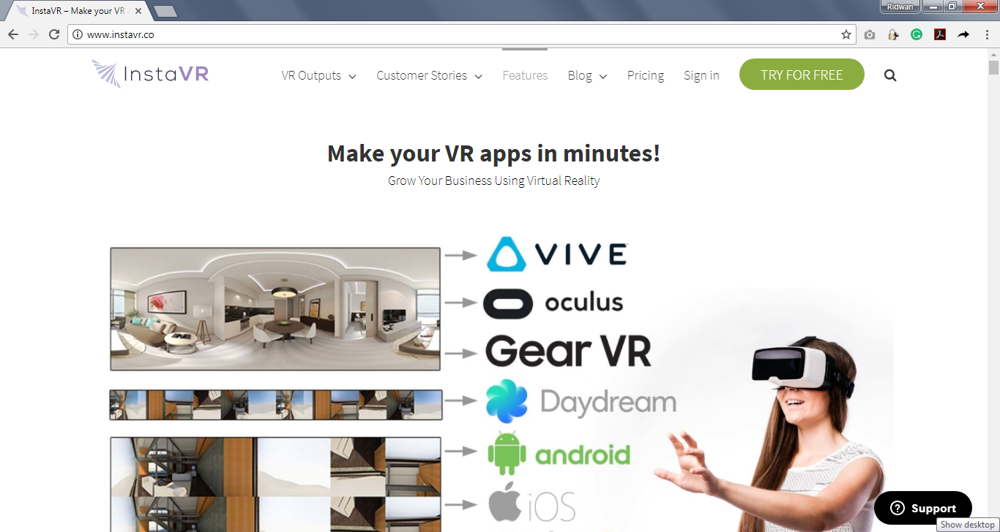 InstaVR – Make your VR
Ridwan
www.instavr.co
InstaVR
VR Outputs
Customer Stories
Features
Blog
Pricing
Sign in
TRY FOR FREE
Make your VR apps in minutes!
Grow Your Business Using Virtual Reality
VIVE
oculus
Gear VR
Daydream
android
iOS
Support
Show desktop